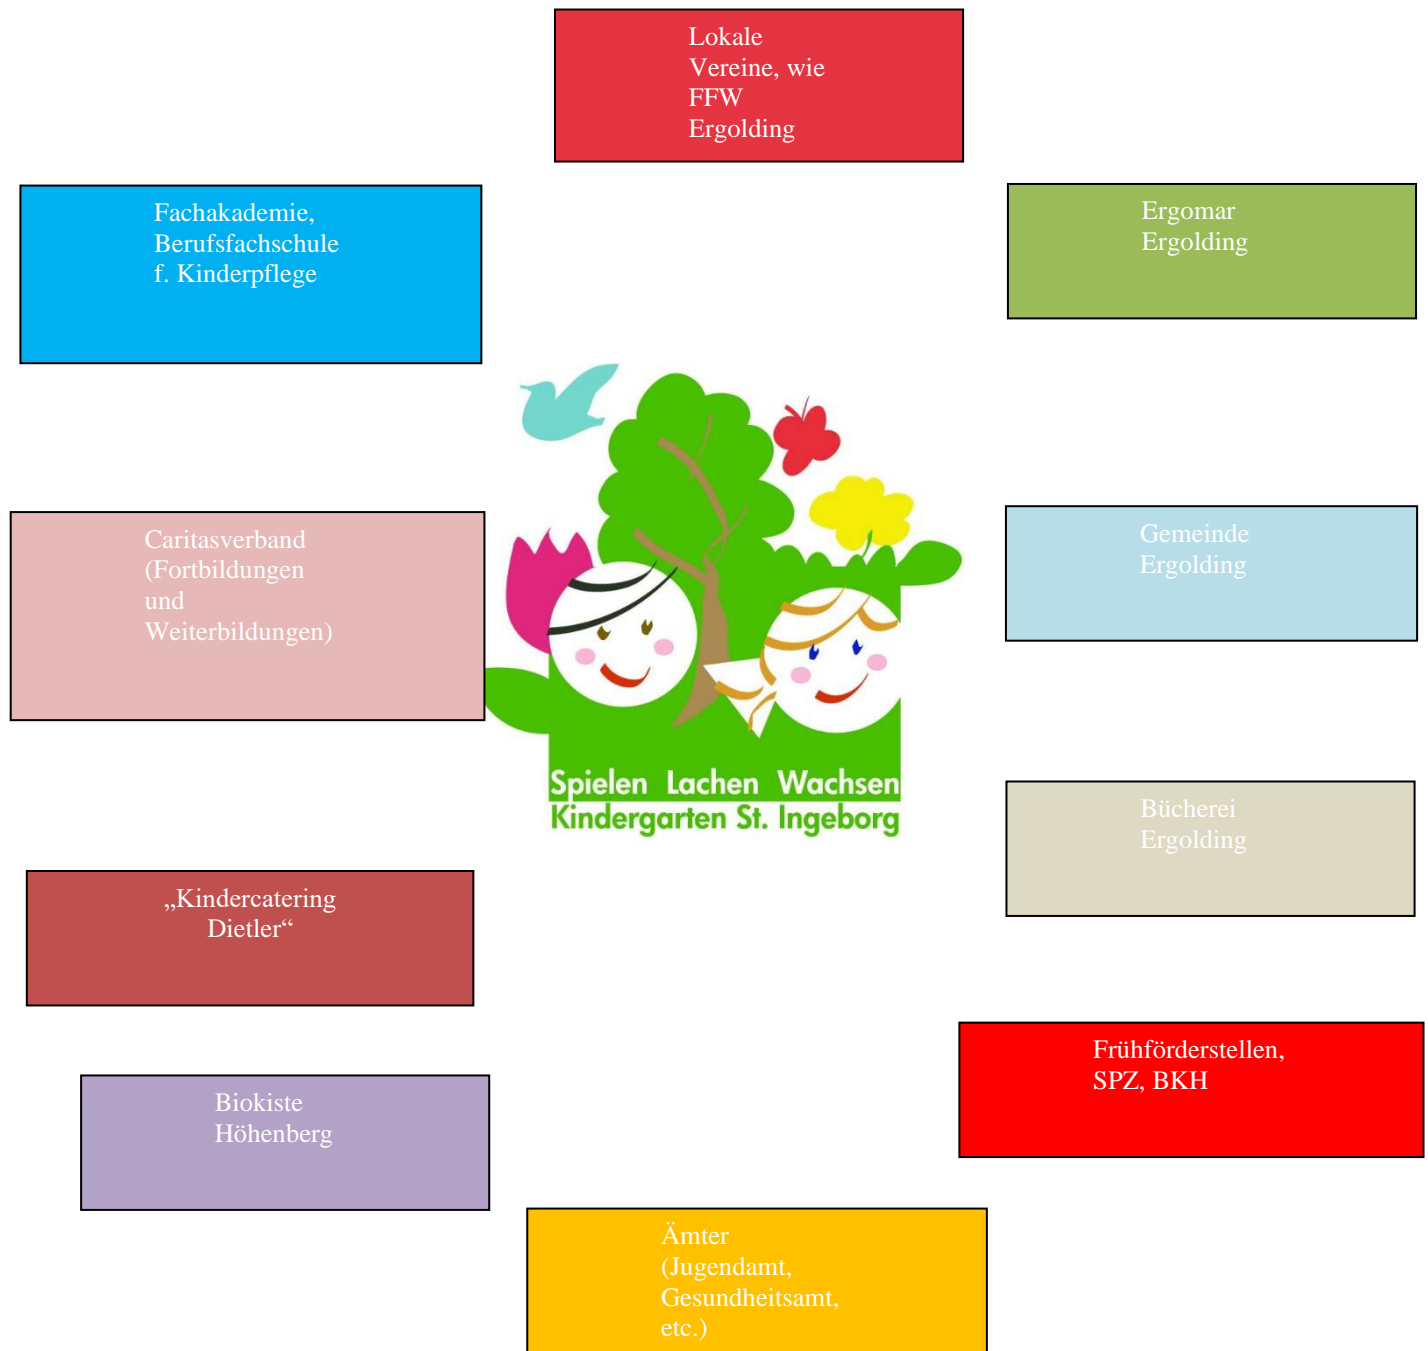 Lokale
Vereine, wie
FFW
Ergolding
Fachakademie,
Berufsfachschule
f. Kinderpflege
Ergomar
Ergolding
Caritasverband
(Fortbildungen
und
Weiterbildungen)
Gemeinde
Ergolding
Spielen Lachen Wachsen
Kindergarten St. Ingeborg
Bücherei
Ergolding
„Kindercatering
Dietler“
Frühförderstellen,
SPZ, BKH
Biokiste
Höhenberg
Ämter
(Jugendamt,
Gesundheitsamt,
etc.)